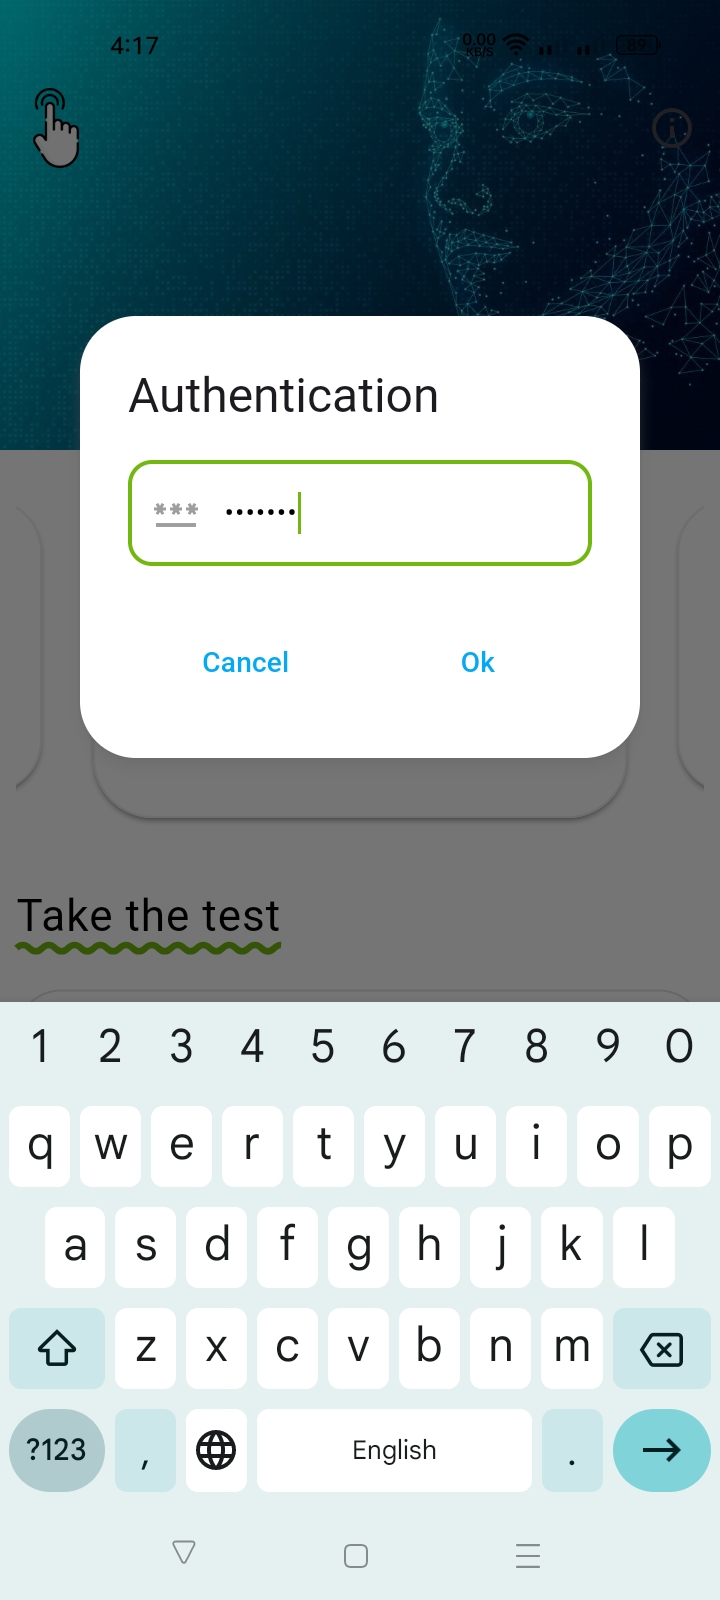 4:17
0.00
KB/S
89
Authentication
*** •••••••
Cancel
Ok
Take the test
1 2 3 4 5 6 7 8 9 0
q w e r t y u i o p
a s d f g h j k l
z x c v b n m
?123 , English .